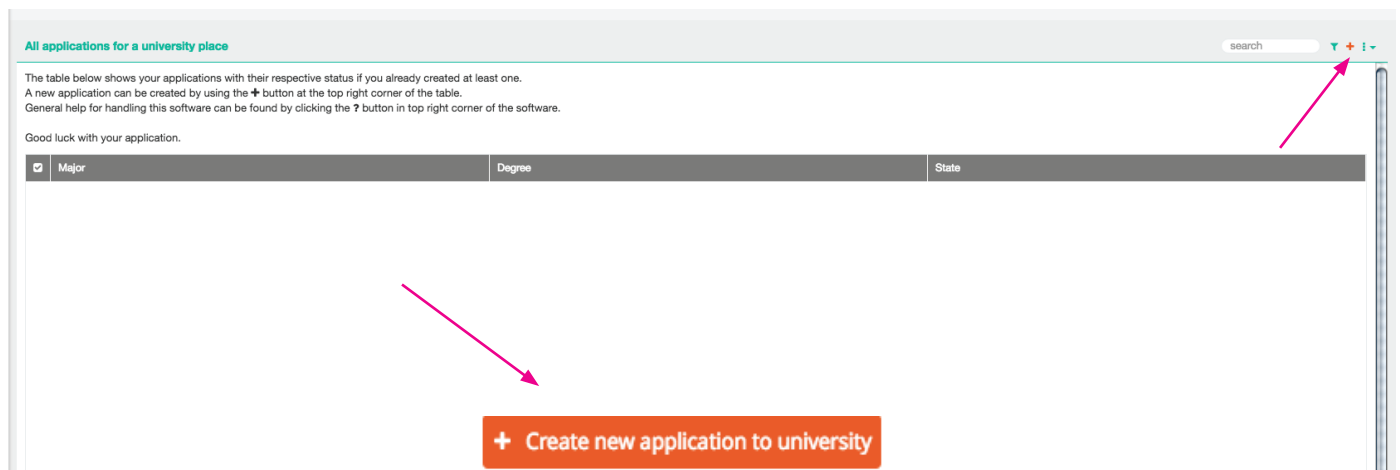 All applications for a university place
search
The table below shows your applications with their respective status if you already created at least one.
A new application can be created by using the + button at the top right corner of the table.
General help for handling this software can be found by clicking the ? button in top right corner of the software.
Good luck with your application.
Major Degree State
+ Create new application to university